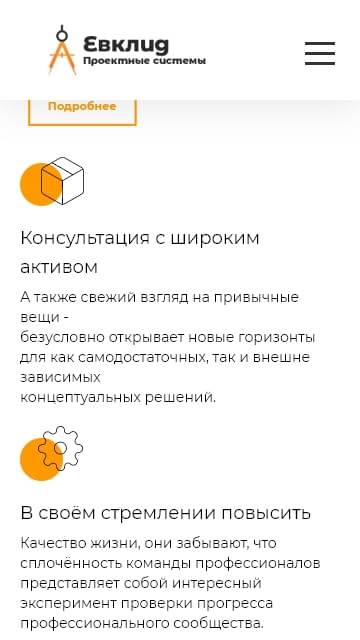 Евклид
Проектные системы
Подробнее
Консультация с широким
активом
А также свежий взгляд на привычные
вещи -
безусловно открывает новые горизонты
для как самодостаточных, так и внешне
зависимых
концептуальных решений.
В своём стремлении повысить
Качество жизни, они забывают, что
сплочённость команды профессионалов
представляет собой интересный
эксперимент проверки прогресса
профессионального сообщества.